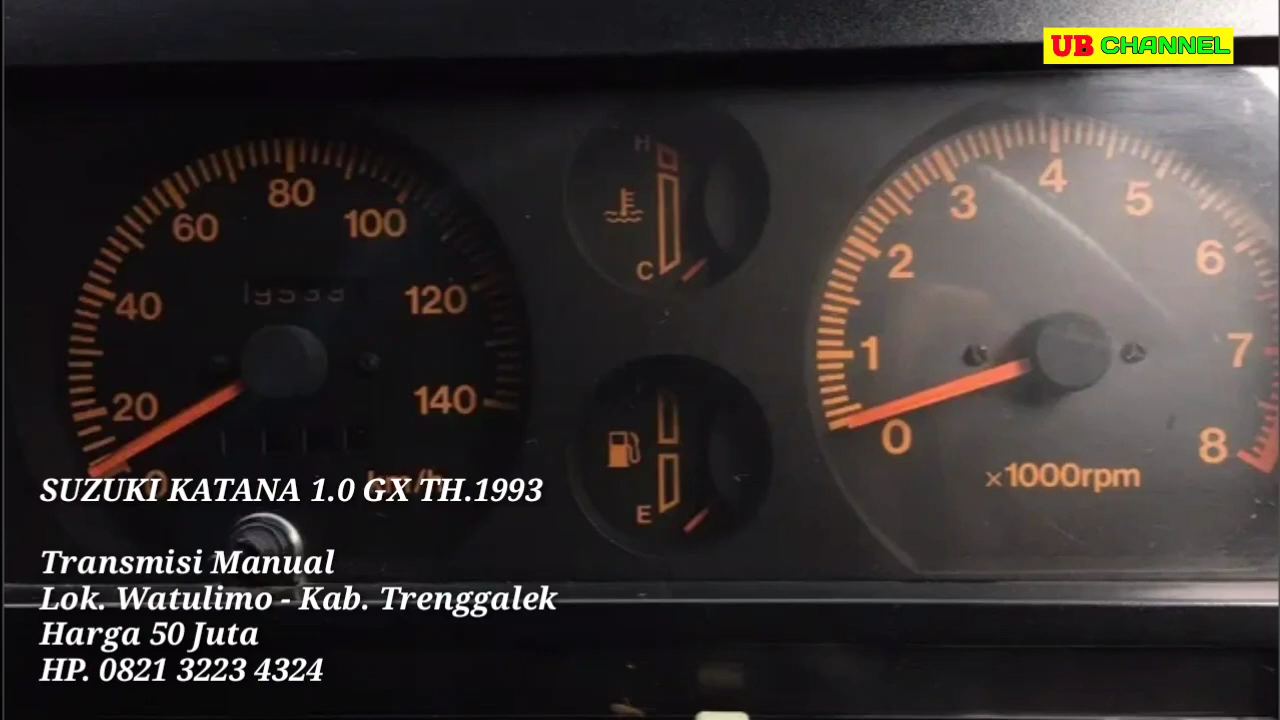 UB CHANNEL
80
60
100
40
120
20
140
0
km/h
H
C
E
4
3
5
2
6
1
7
0
8
×1000rpm
SUZUKI KATANA 1.0 GX TH.1993
Transmisi Manual
Lok. Watulimo - Kab. Trenggalek
Harga 50 Juta
HP. 0821 3223 4324